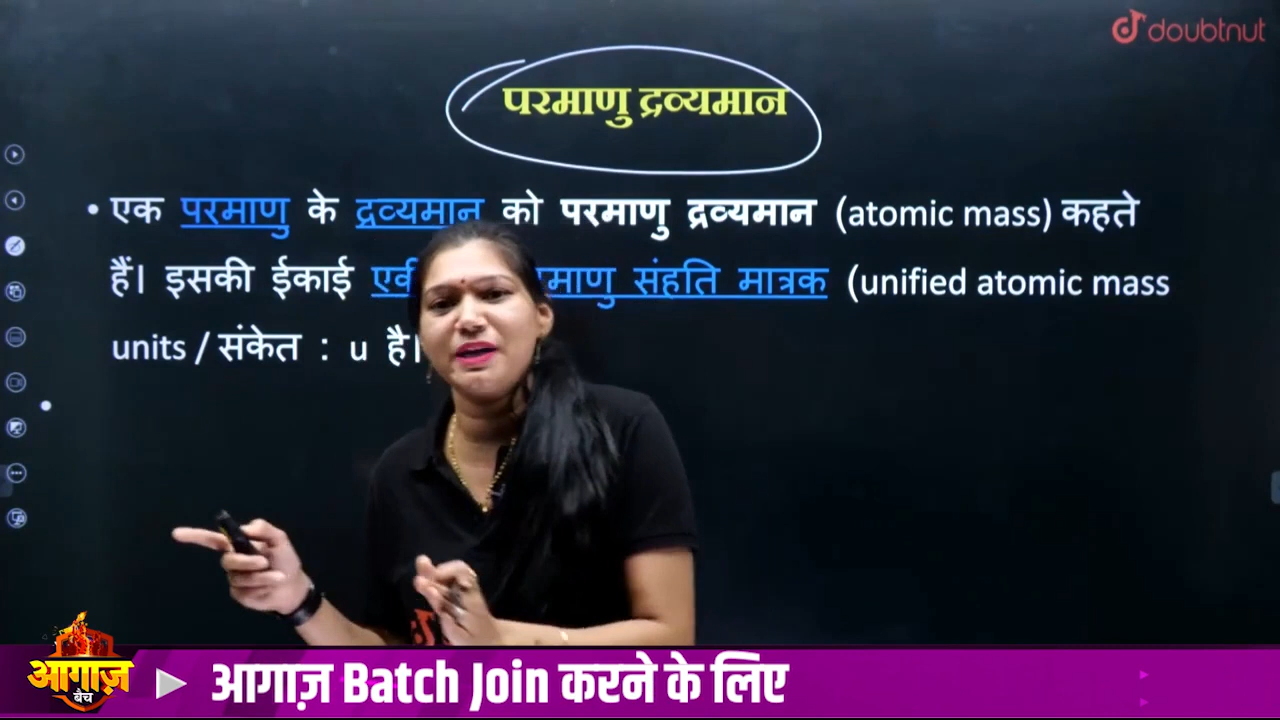 doubtnut
परमाणु द्रव्यमान
• एक परमाणु के द्रव्यमान को परमाणु द्रव्यमान (atomic mass) कहते
हैं। इसकी ईकाई संहति मात्रक (unified atomic mass
units / संकेत : u है।
आगाज़
बैच
आगाज़ Batch Join करने के लिए